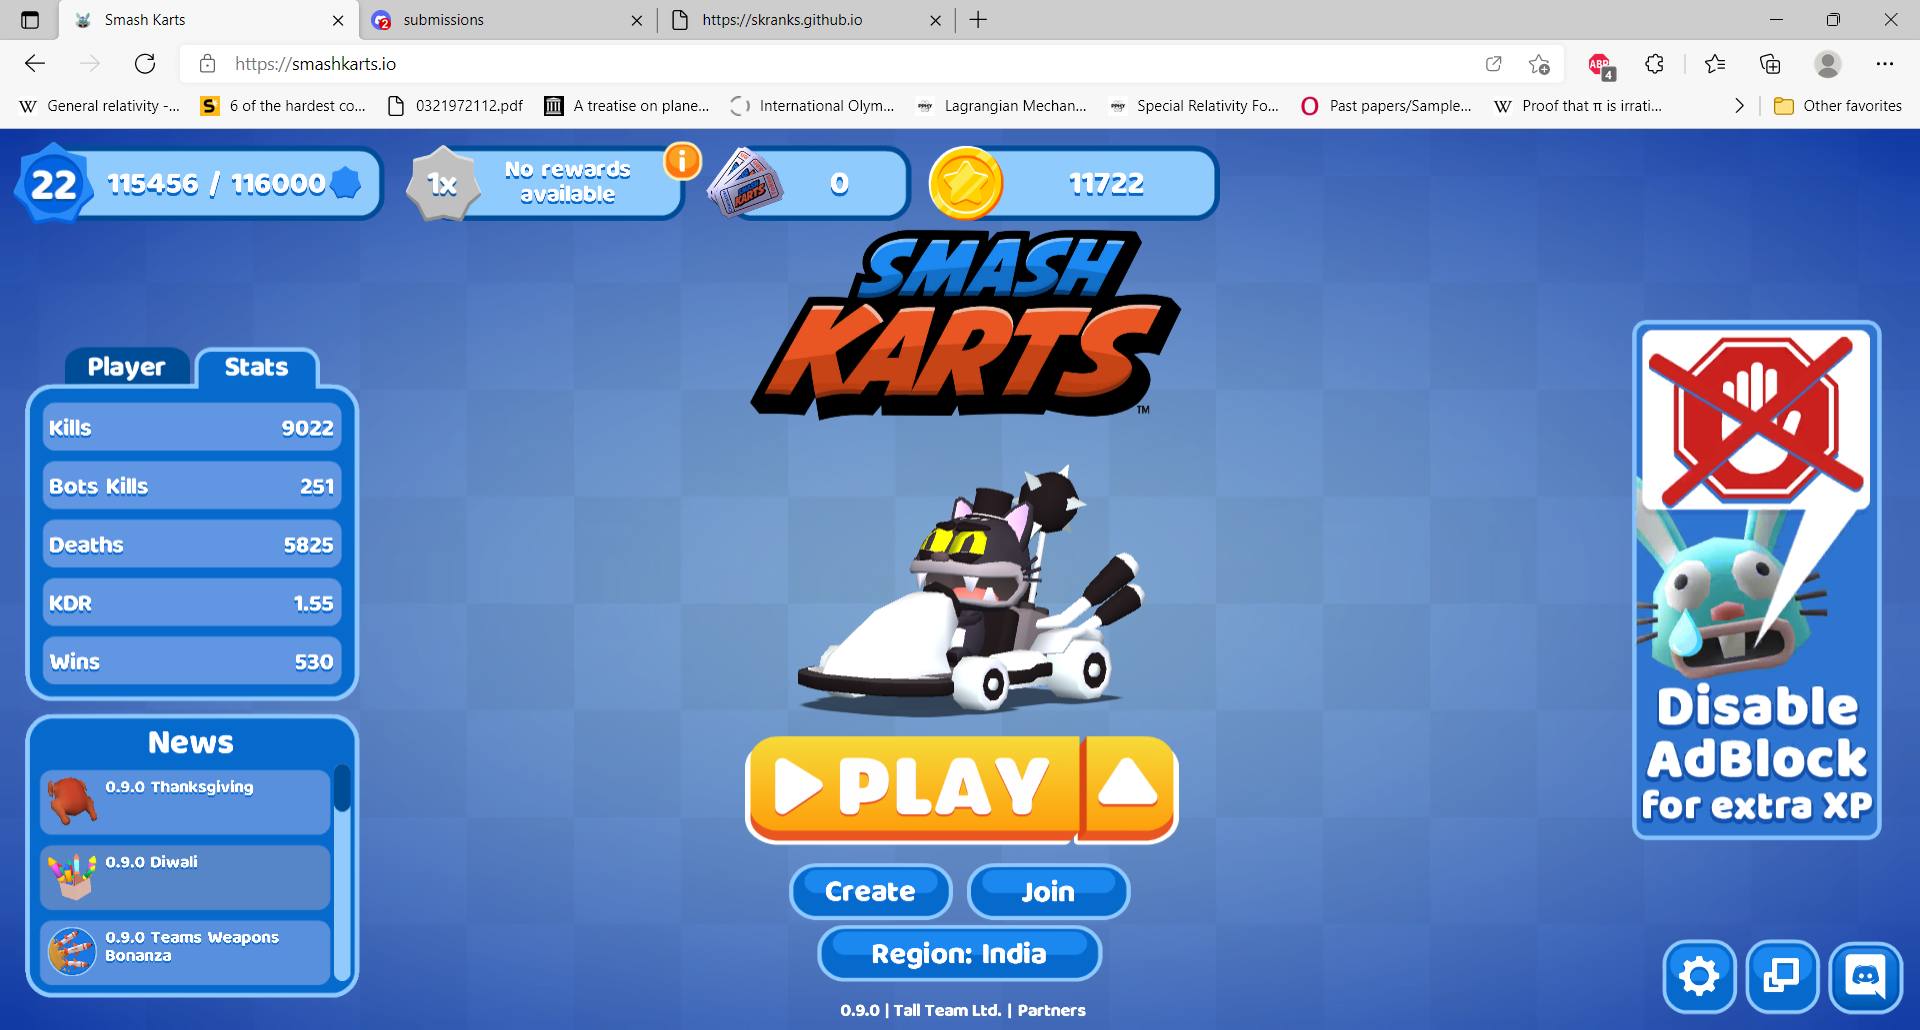 Smash Karts
submissions
https://skranks.github.io
https://smashkarts.io
ABP
4
General relativity -...
6 of the hardest co...
0321972112.pdf
A treatise on plane...
International Olym...
Lagrangian Mechan...
Special Relativity Fo...
Past papers/Sample...
Proof that π is irrati...
Other favorites
22
115456 / 116000
1x
No rewards
available
i
SMASH
KARTS
0
11722
SMASH
KARTS
TM
Player
Stats
Kills 9022
Bots Kills 251
Deaths 5825
KDR 1.55
Wins 530
News
0.9.0 Thanksgiving
0.9.0 Diwali
0.9.0 Teams Weapons
Bonanza
PLAY
Create
Join
Region: India
0.9.0 | Tall Team Ltd. | Partners
Disable
AdBlock
for extra XP